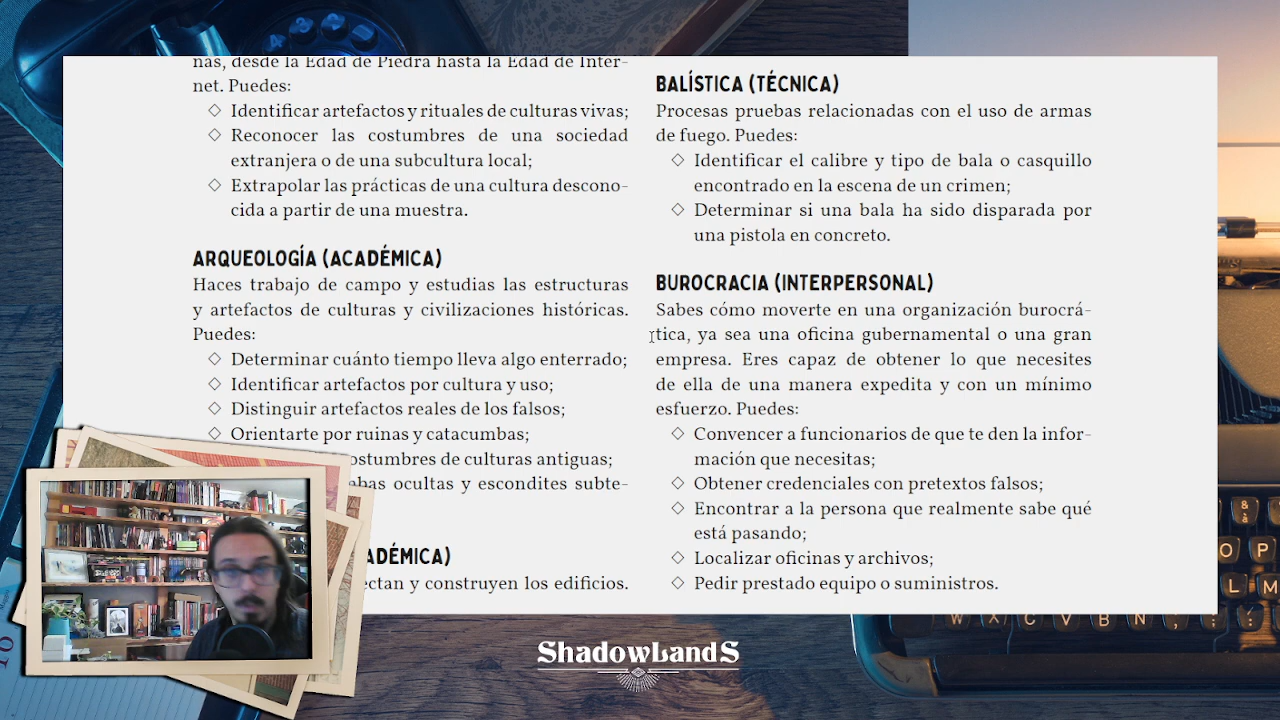 nas, desde la Edad de Piedra hasta la Edad de Inter-
net. Puedes:
◇ Identificar artefactos y rituales de culturas vivas;
◇ Reconocer las costumbres de una sociedad
extranjera o de una subcultura local;
◇ Extrapolar las prácticas de una cultura descono-
cida a partir de una muestra.
ARQUEOLOGÍA (ACADÉMICA)
Haces trabajo de campo y estudias las estructuras
y artefactos de culturas y civilizaciones históricas.
Puedes:
◇ Determinar cuánto tiempo lleva algo enterrado;
◇ Identificar artefactos por cultura y uso;
◇ Distinguir artefactos reales de los falsos;
◇ Orientarte por ruinas y catacumbas;
ostumbres de culturas antiguas;
bas ocultas y escondites subte-
ADÉMICA)
ectan y construyen los edificios.
BALÍSTICA (TÉCNICA)
Procesas pruebas relacionadas con el uso de armas
de fuego. Puedes:
◇ Identificar el calibre y tipo de bala o casquillo
encontrado en la escena de un crimen;
◇ Determinar si una bala ha sido disparada por
una pistola en concreto.
BUROCRACIA (INTERPERSONAL)
Sabes cómo moverte en una organización burocrá-
tica, ya sea una oficina gubernamental o una gran
empresa. Eres capaz de obtener lo que necesites
de ella de una manera expedita y con un mínimo
esfuerzo. Puedes:
◇ Convencer a funcionarios de que te den la infor-
mación que necesitas;
◇ Obtener credenciales con pretextos falsos;
◇ Encontrar a la persona que realmente sabe qué
está pasando;
◇ Localizar oficinas y archivos;
◇ Pedir prestado equipo o suministros.
O P
L M
W X C V B N
ShadowLandS